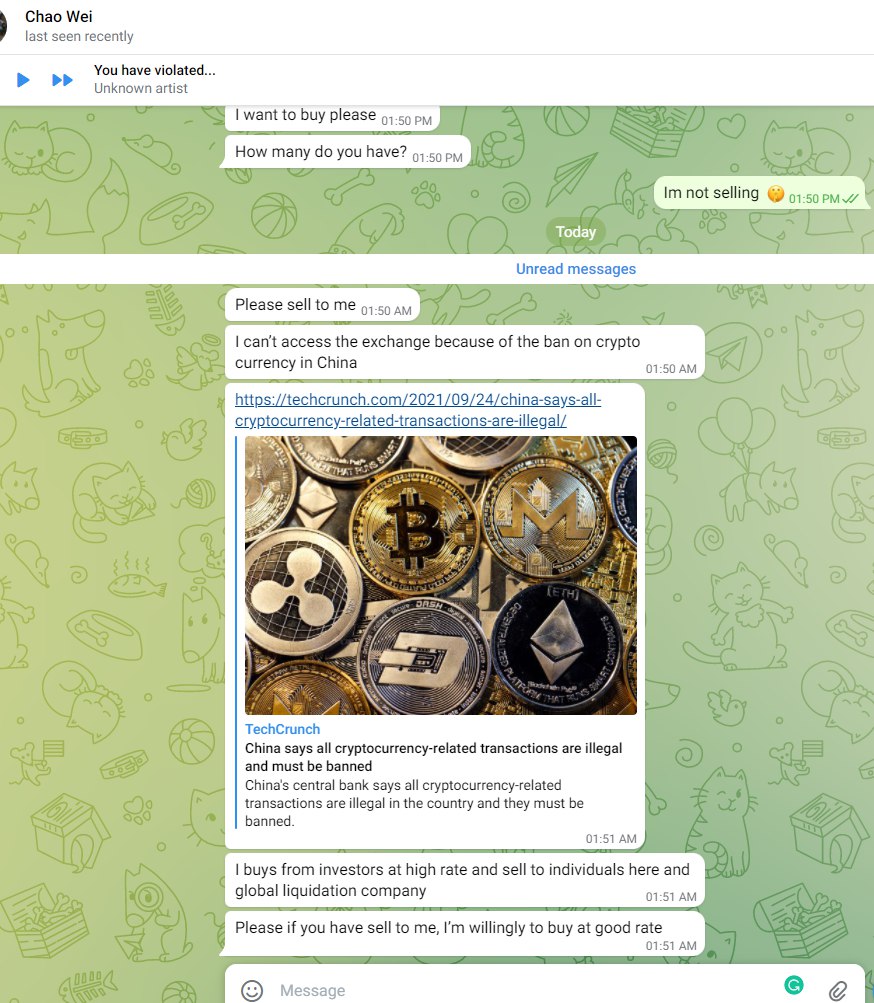 Chao Wei
last seen recently
You have violated...
Unknown artist
I want to buy please 01:50 PM
How many do you have? 01:50 PM
Im not selling 🤫 01:50 PM
Today
Unread messages
Please sell to me 01:50 AM
I can't access the exchange because of the ban on crypto
currency in China
01:50 AM
https://techcrunch.com/2021/09/24/china-says-all-
cryptocurrency-related-transactions-are-illegal/
DASH
[ETH]
TechCrunch
China says all cryptocurrency-related transactions are illegal
and must be banned
China's central bank says all cryptocurrency-related
transactions are illegal in the country and they must be
banned.
01:51 AM
I buys from investors at high rate and sell to individuals here and
global liquidation company
01:51 AM
Please if you have sell to me, I'm willingly to buy at good rate
01:51 AM
Message